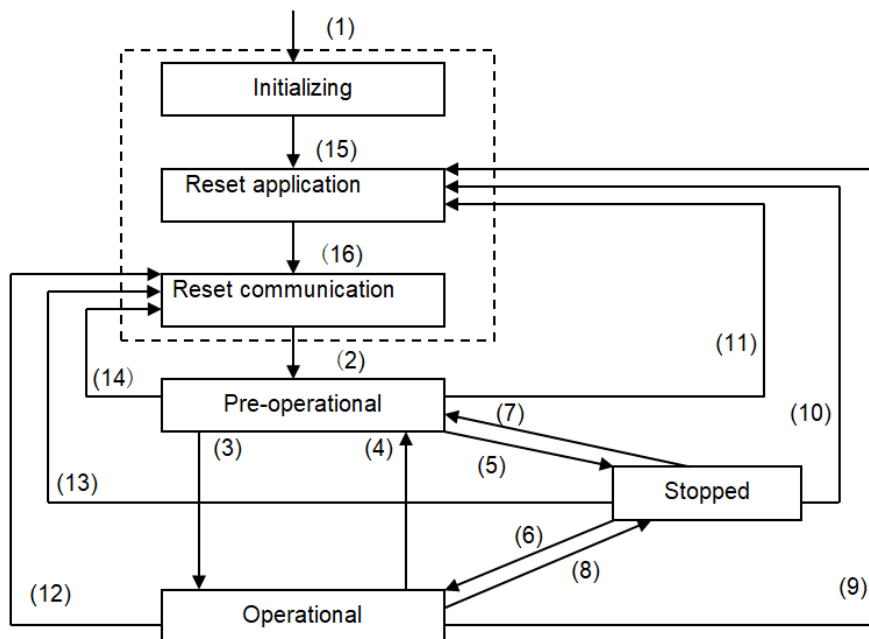 (1)
Initializing
(15)
Reset application
（16)
Reset communication
（2)
(11)
(14）
Pre-operational
(7)
(10)
(3)
(4)
(5)
(13)
Stopped
(6)
(8)
(12)
(9)
Operational